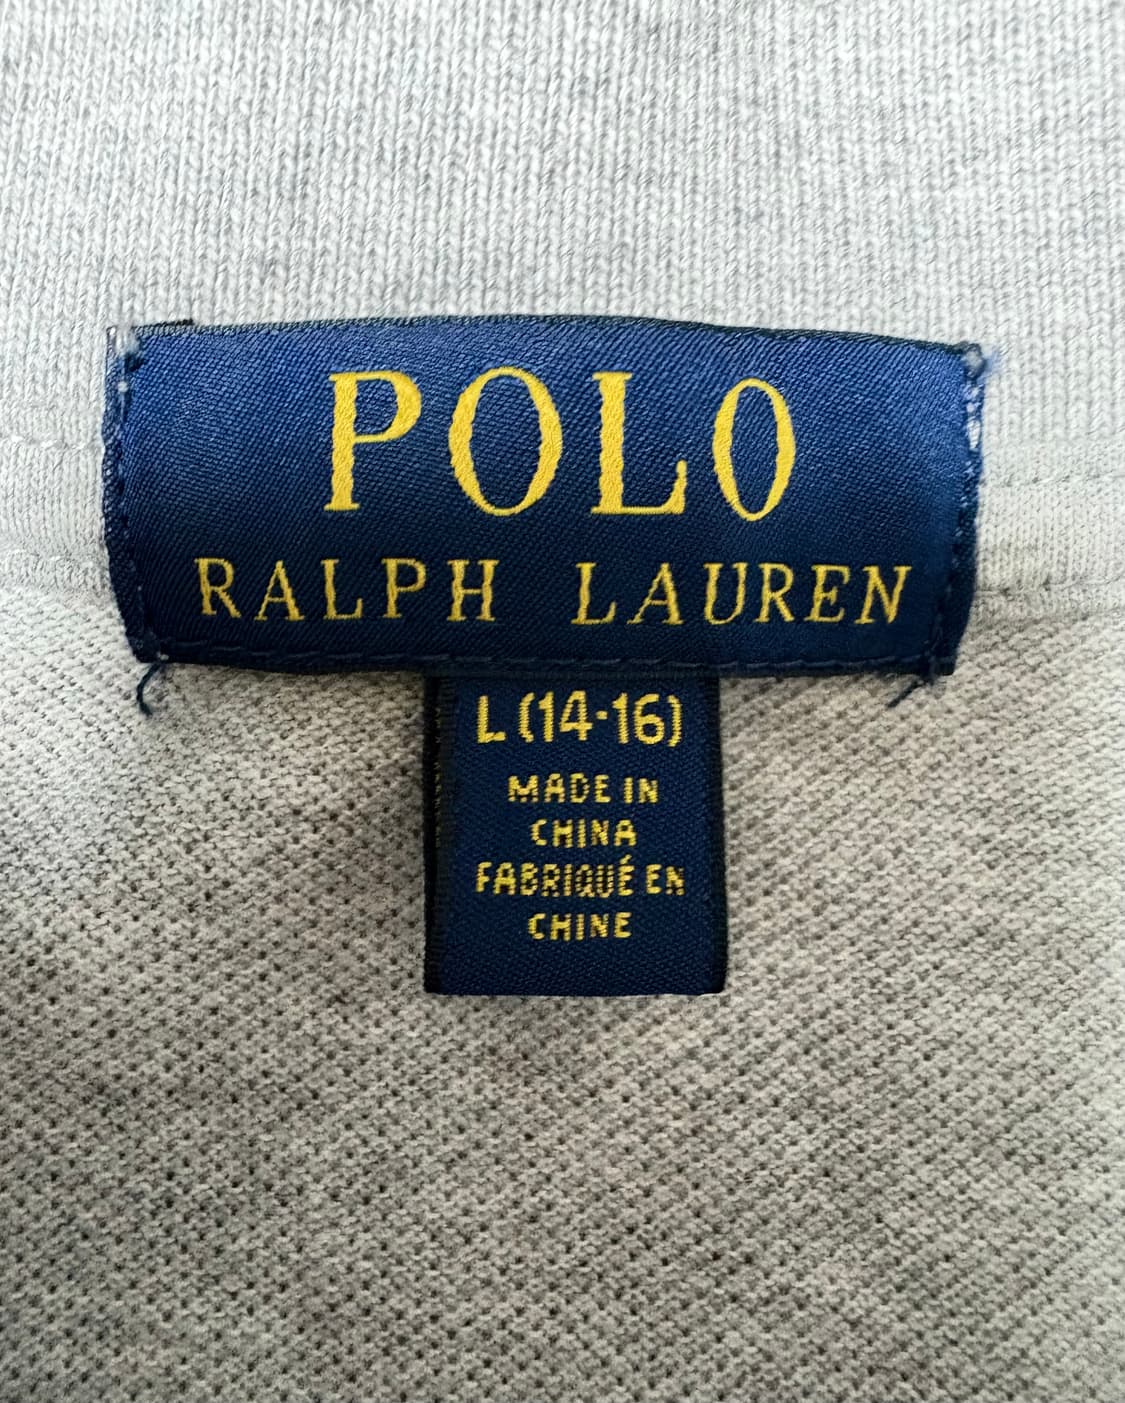 POLO
RALPH LAUREN
L (14-16)
MADE IN
CHINA
FABRIQUÉ EN
CHINE